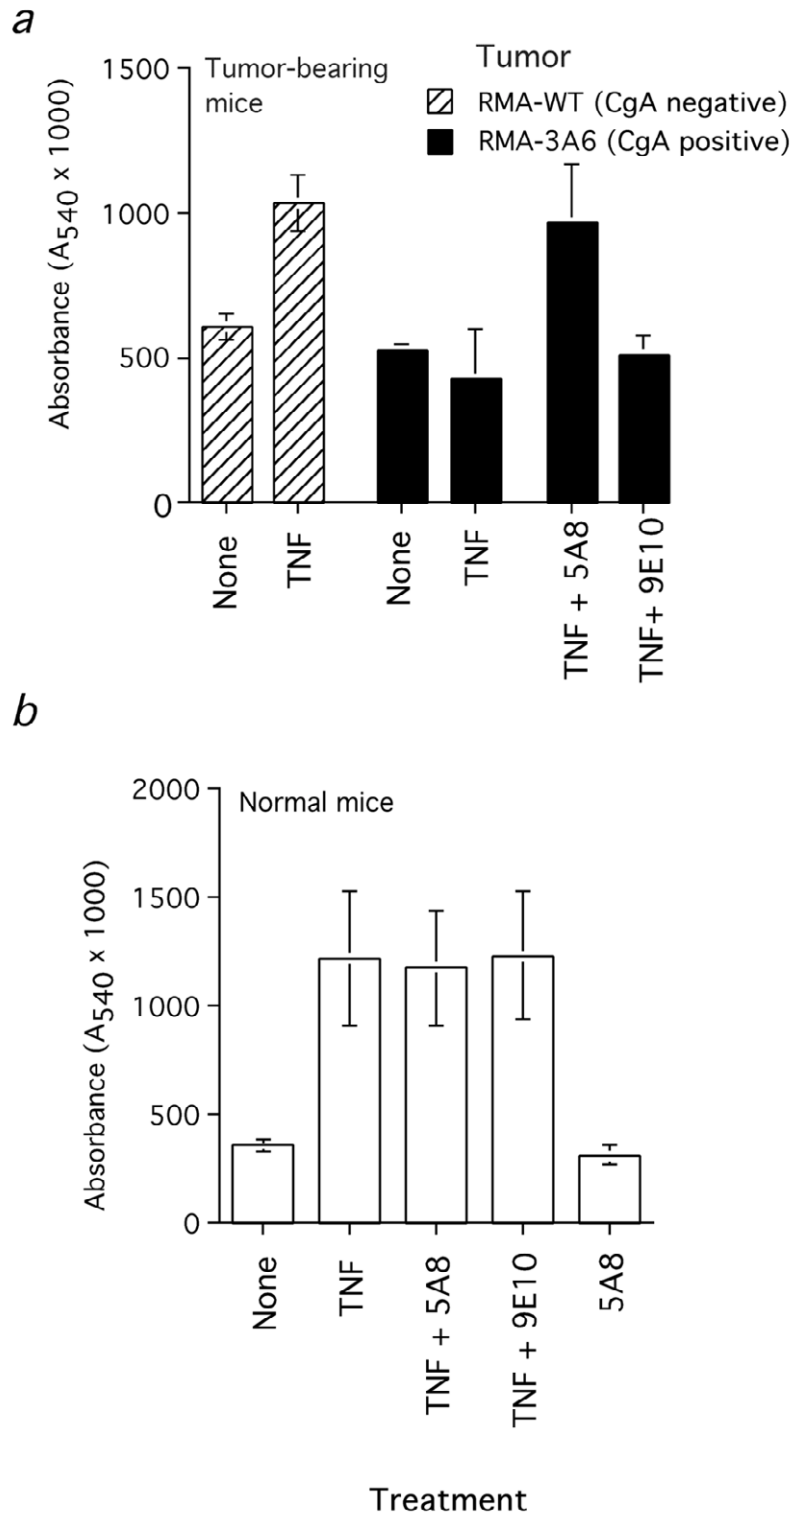 a
Tumor-bearing
mice
Tumor
RMA-WT (CgA negative)
RMA-3A6 (CgA positive)
Absorbance (A540 x 1000)
1500
1000
500
0
None
TNF
None
TNF
TNF + 5A8
TNF+ 9E10
b
Normal mice
Absorbance (A540 x 1000)
2000
1500
1000
500
0
None
TNF
TNF + 5A8
TNF + 9E10
5A8
Treatment